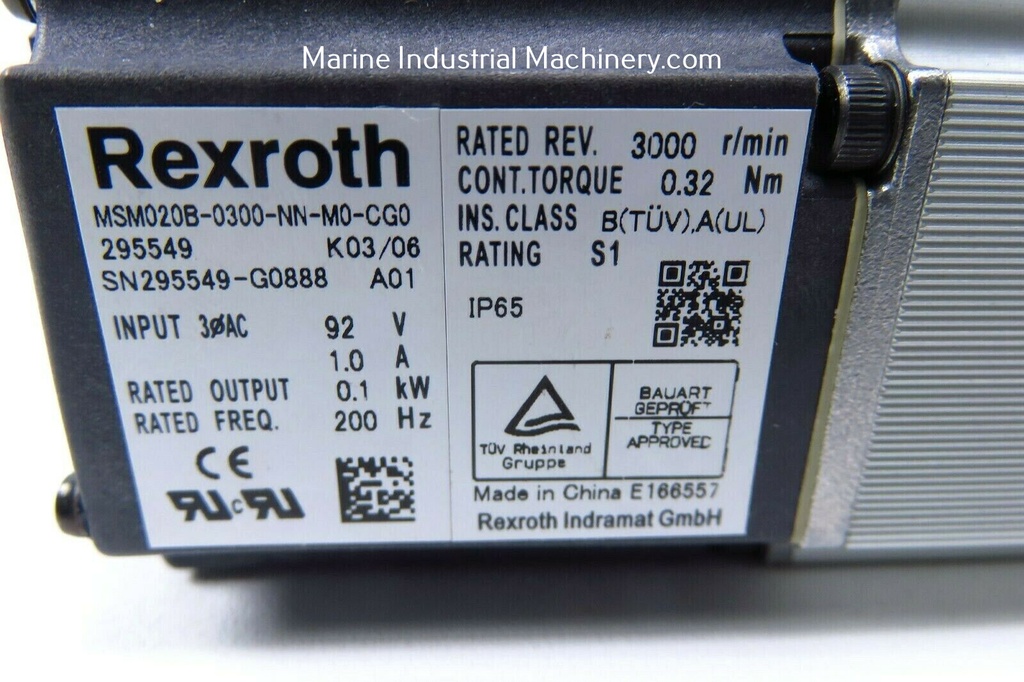 Marine Industrial Machinery.com
Rexroth
MSM020B-0300-NN-M0-CG0
295549 K03/06
SN295549-G0888 A01
INPUT 3øAC 92 V
1.0 A
RATED OUTPUT 0.1 kW
RATED FREQ. 200 Hz
CE
RU c RU
RATED REV. 3000 r/min
CONT.TORQUE 0.32 Nm
INS.CLASS B(TÜV),A(UL)
RATING S1
IP65
TÜV Rheinland
Gruppe
BAUART
GEPRÜFT
TYPE
APPROVED
Made in China E166557
Rexroth Indramat GmbH